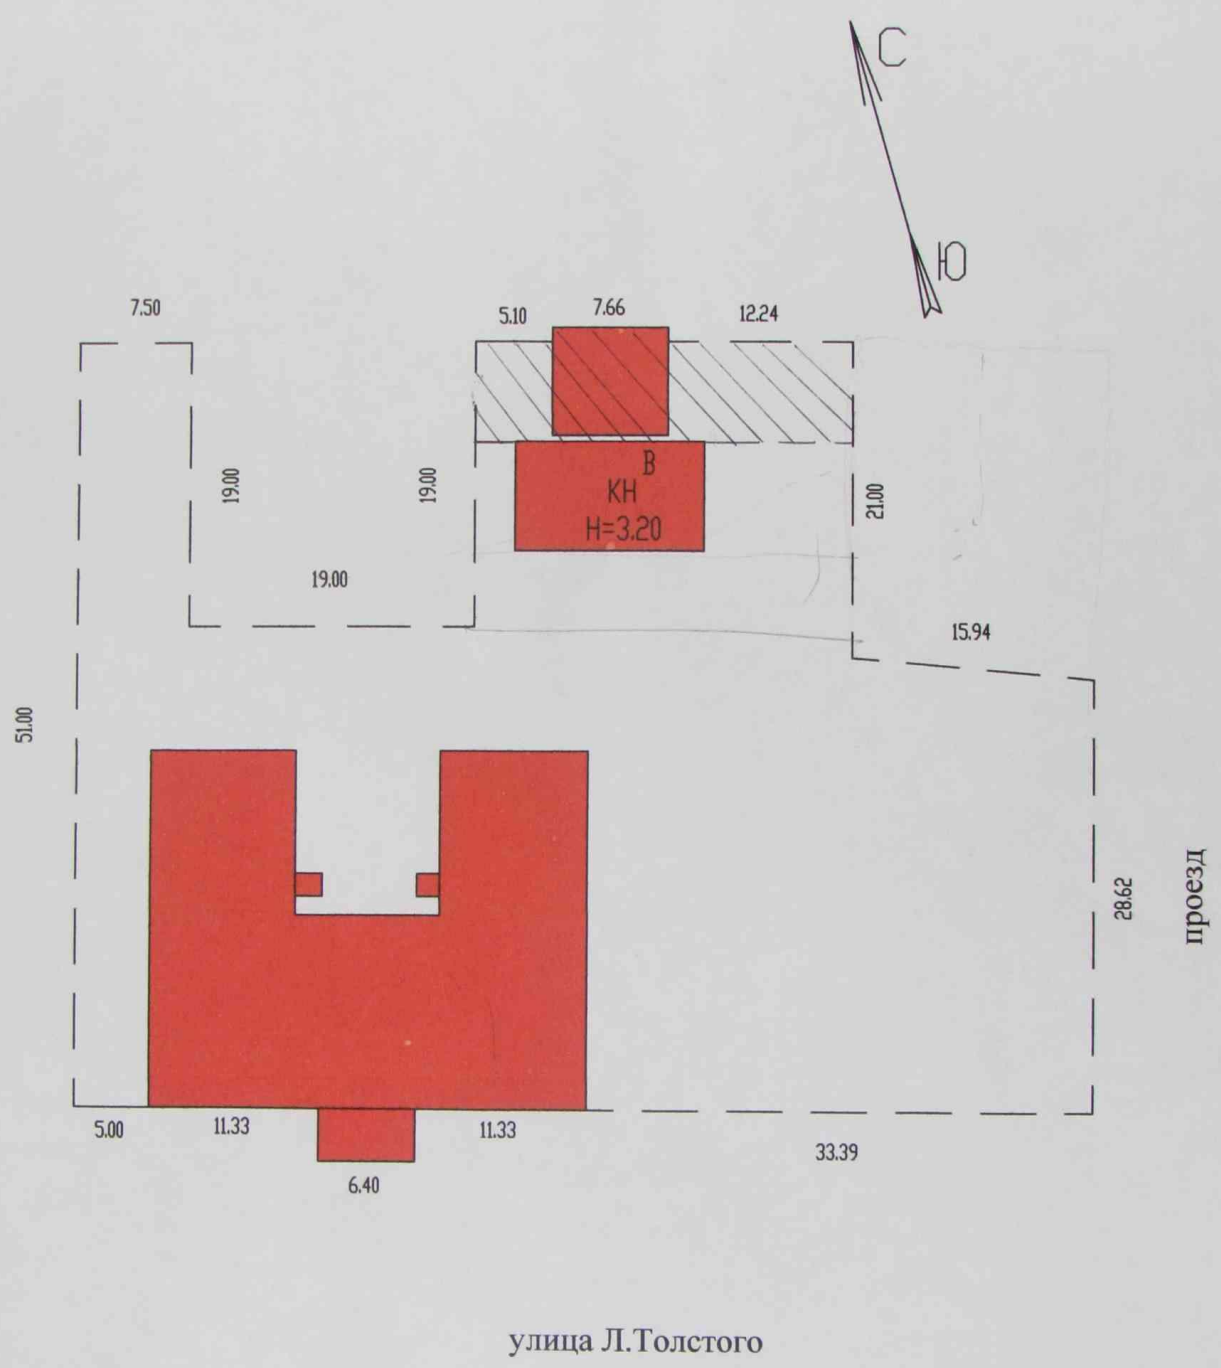 С
Ю
7.50
5.10
7.66
12.24
19.00
19.00
В
КН
Н=3.20
21.00
19.00
15.94
51.00
28.62
проезд
5.00
11.33
11.33
33.39
6.40
улица Л.Толстого